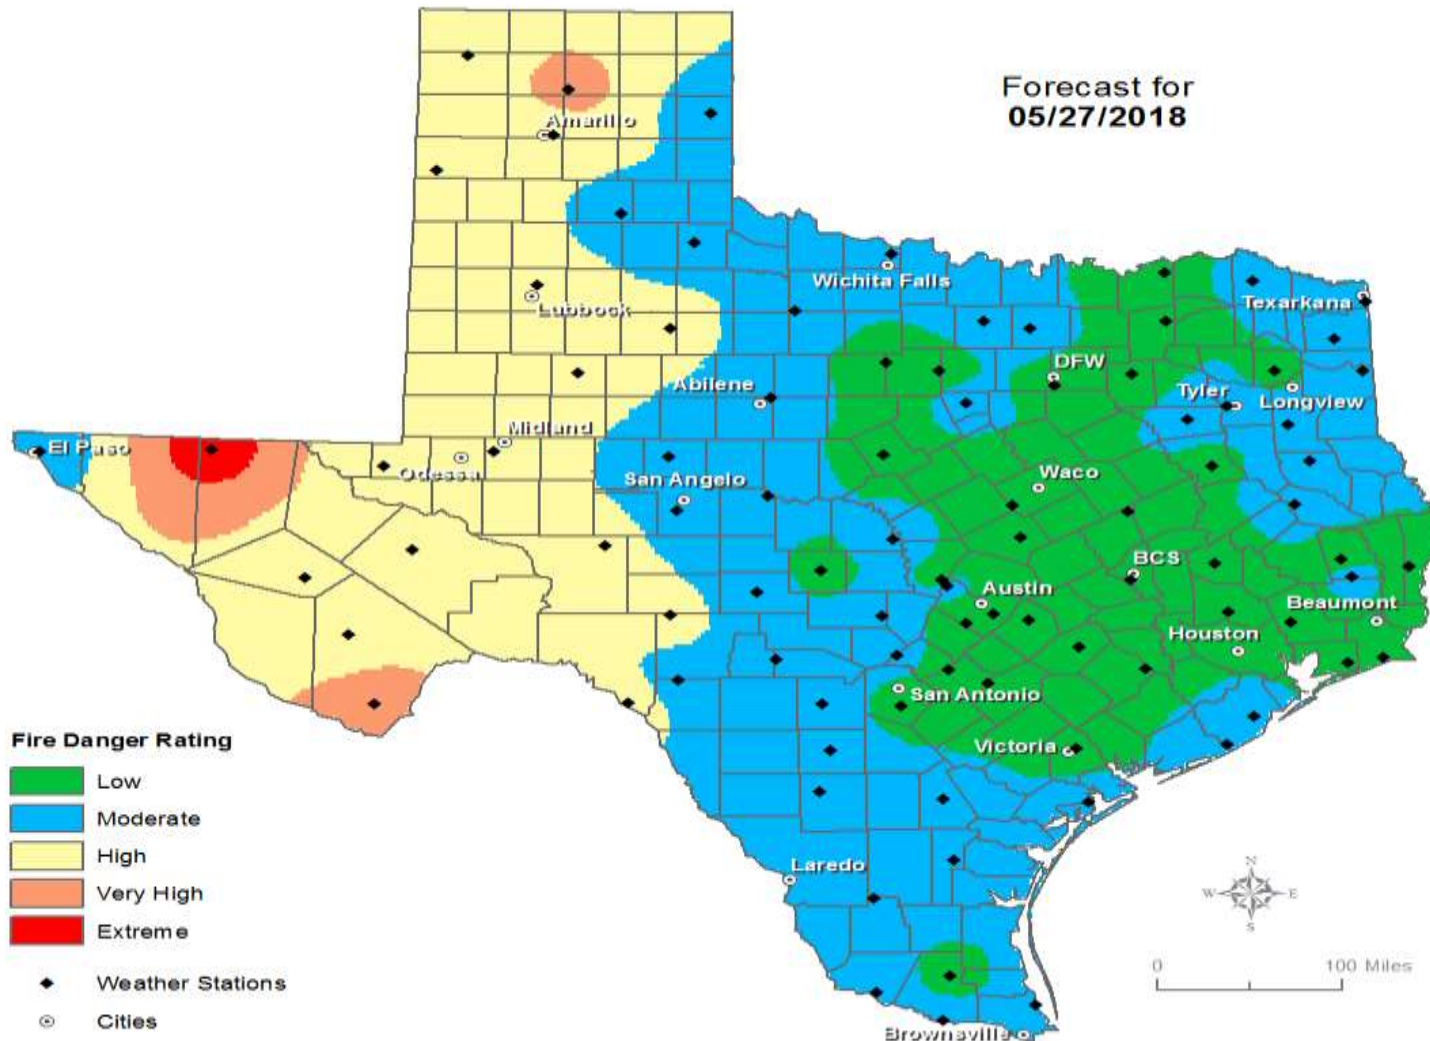 Forecast for
05/27/2018
Amarillo
Wichita Falls
Texarkana
Lubbock
DFW
Abilene
Tyler
Longview
El Paso
Midland
Odessa
San Angelo
Waco
BCS
Austin
Beaumont
Houston
San Antonio
Victoria
Laredo
Brownsville
Fire Danger Rating
Low
Moderate
High
Very High
Extreme
Weather Stations
Cities
N
W E
S
0 100 Miles